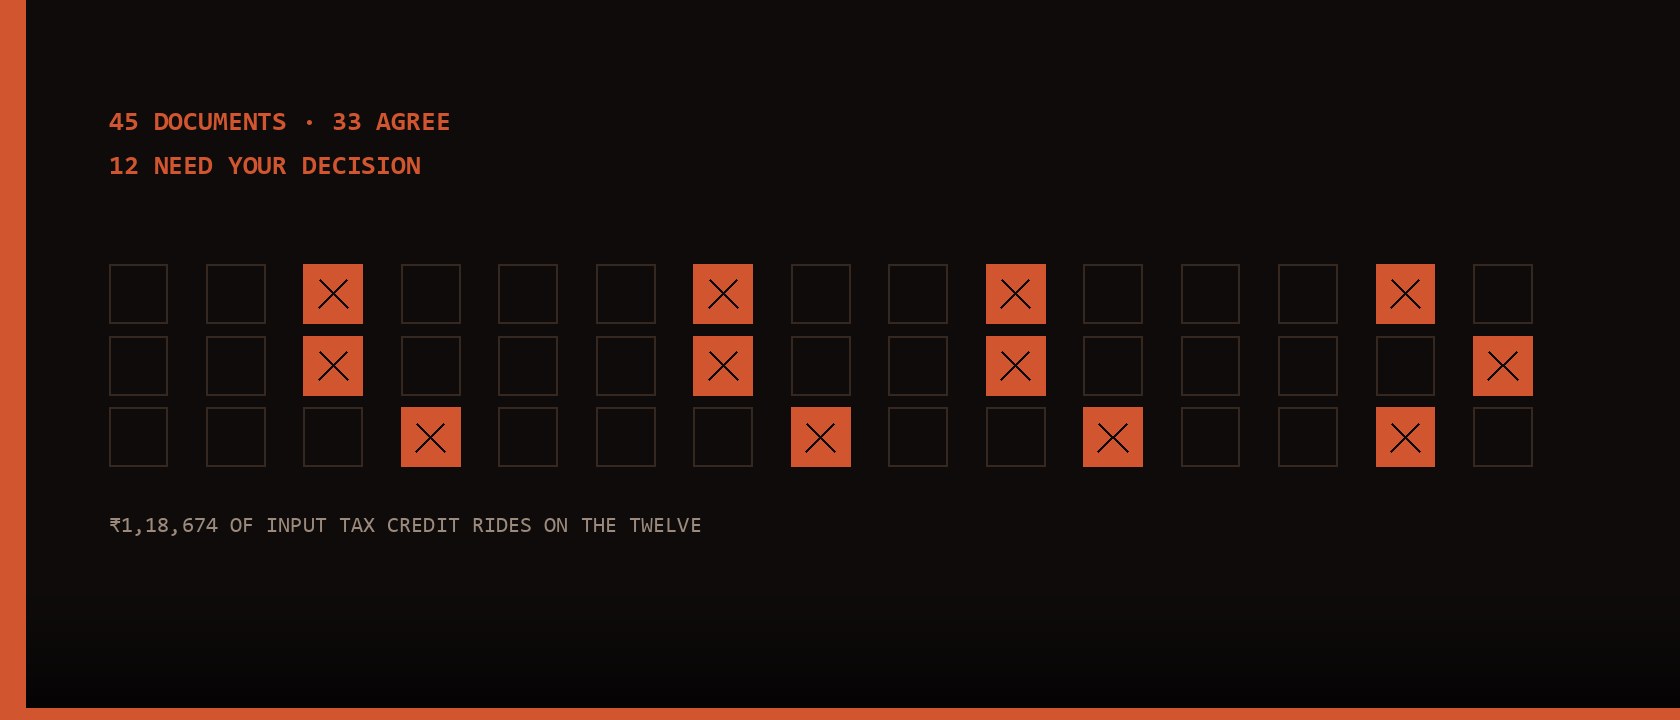 45 DOCUMENTS · 33 AGREE
12 NEED YOUR DECISION
₹1,18,674 OF INPUT TAX CREDIT RIDES ON THE TWELVE